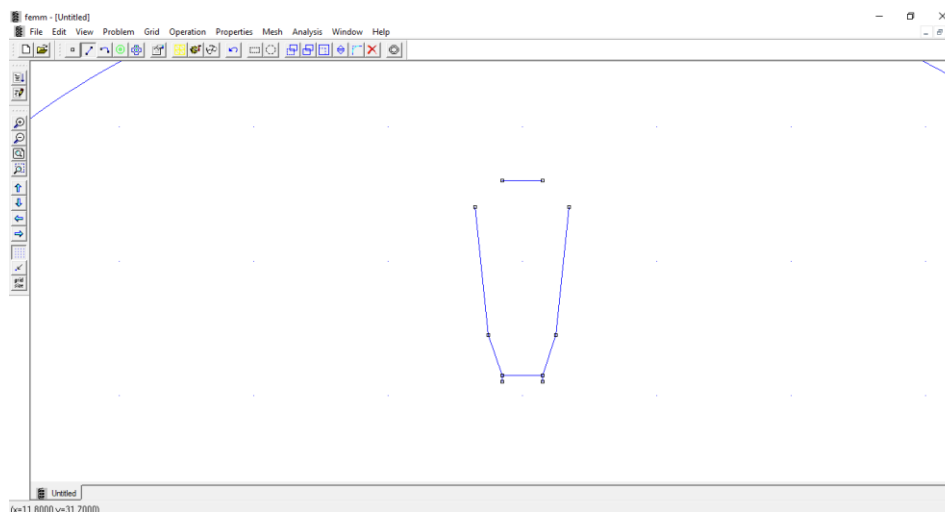 femm - [Untitled]
File Edit View Problem Grid Operation Properties Mesh Analysis Window Help
grid
size
Untitled
(x=11.8000,y=31.2000)